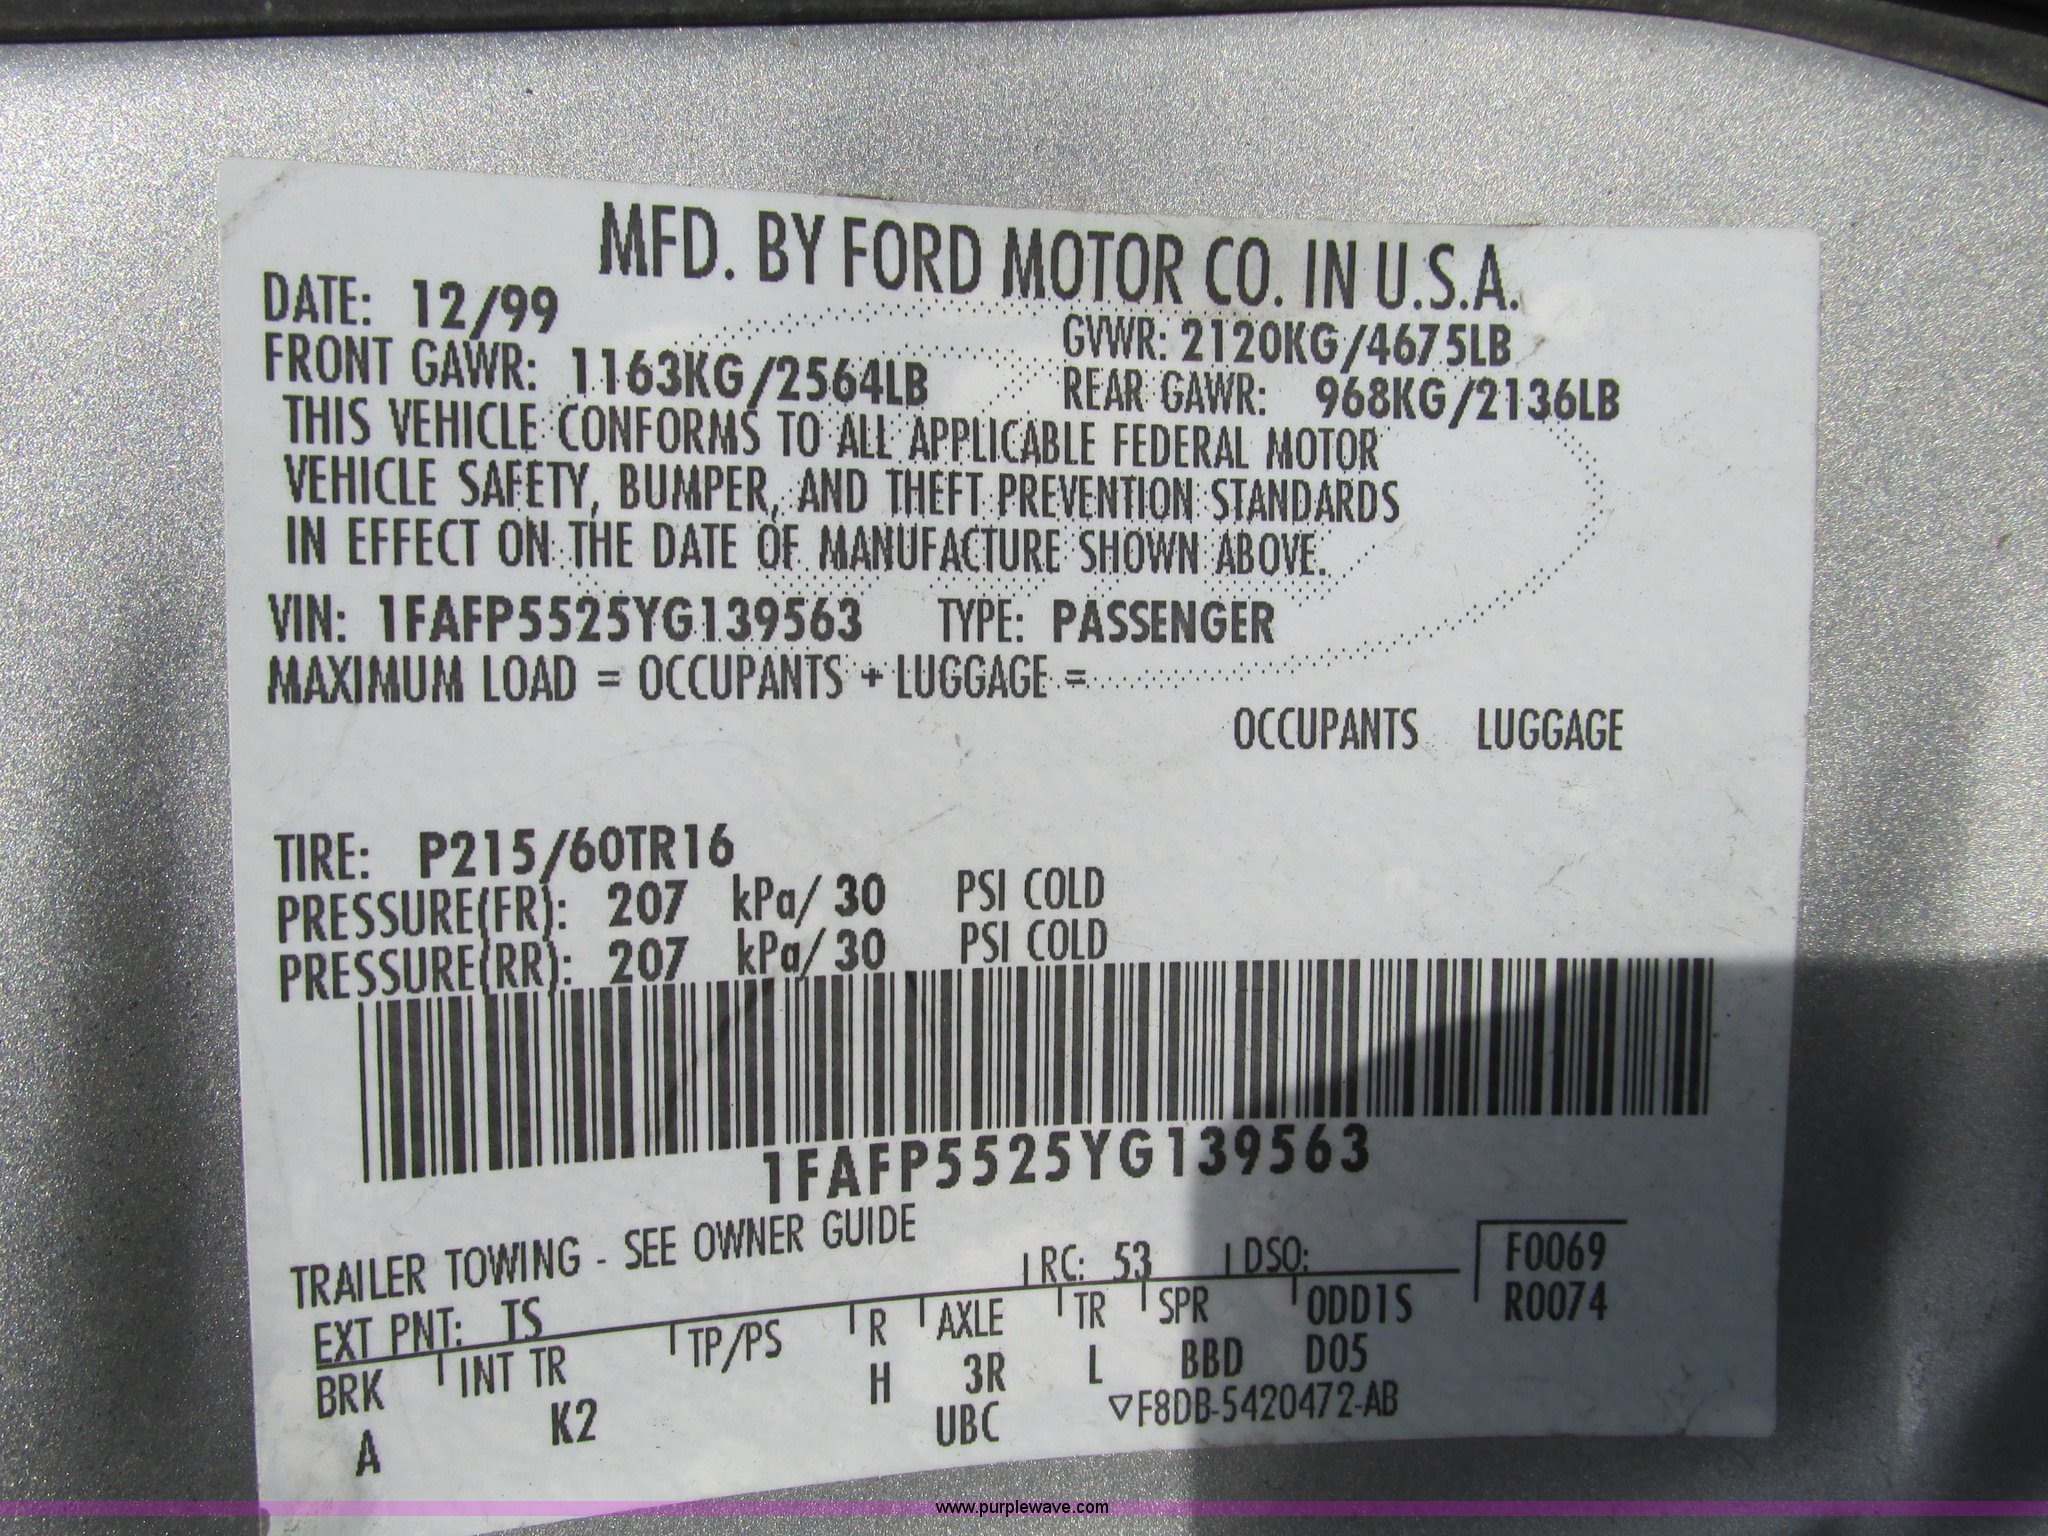 MFD. BY FORD MOTOR CO. IN U.S.A.
DATE: 12/99 GVWR: 2120KG/4675LB
FRONT GAWR: 1163KG/2564LB REAR GAWR: 968KG/2136LB
THIS VEHICLE CONFORMS TO ALL APPLICABLE FEDERAL MOTOR
VEHICLE SAFETY, BUMPER, AND THEFT PREVENTION STANDARDS
IN EFFECT ON THE DATE OF MANUFACTURE SHOWN ABOVE.
VIN: 1FAFP5525YG139563 TYPE: PASSENGER
MAXIMUM LOAD = OCCUPANTS + LUGGAGE =
OCCUPANTS LUGGAGE
TIRE: P215/60TR16
PRESSURE(FR): 207 kPa/ 30 PSI COLD
PRESSURE(RR): 207 kPa/ 30 PSI COLD
1FAFP5525YG139563
TRAILER TOWING - SEE OWNER GUIDE
EXT PNT: TS RC: 53 DSO: F0069
BRK INT TR TP/PS R AXLE TR SPR ODD1S R0074
A K2 H 3R L BBD D05
UBC ▽F8DB-5420472-AB
www.purplewave.com